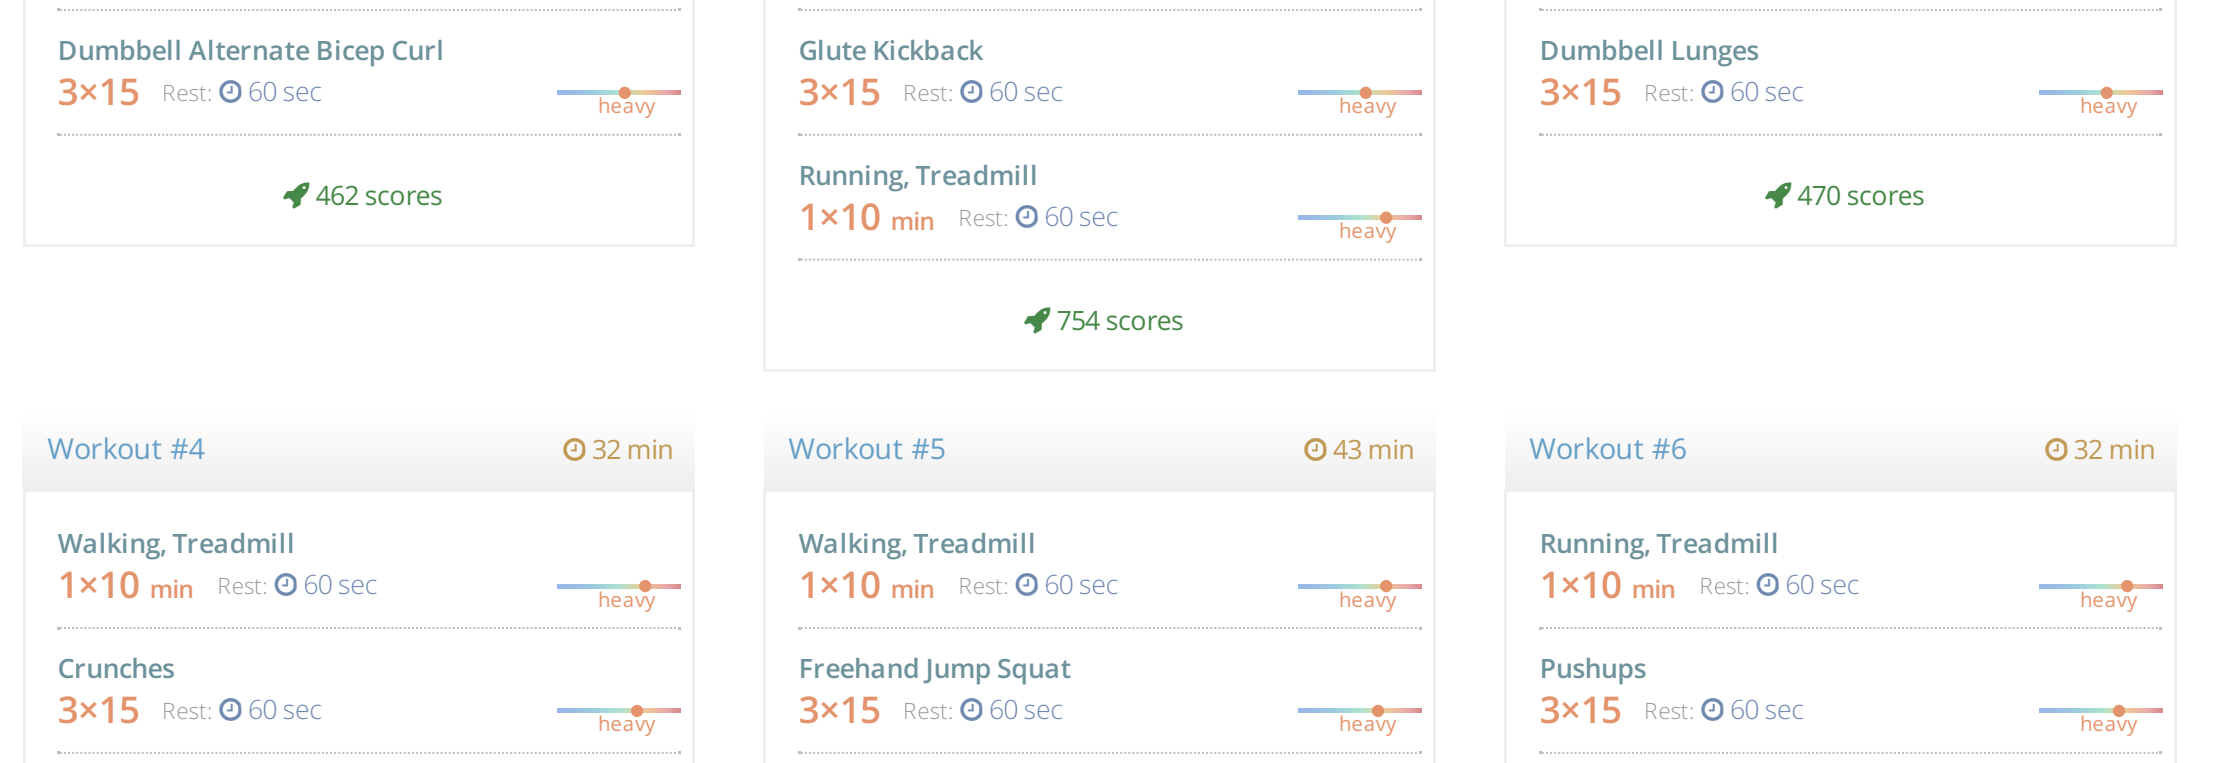 Dumbbell Alternate Bicep Curl
3×15 Rest: 60 sec
heavy
462 scores
Glute Kickback
3×15 Rest: 60 sec
heavy
Running, Treadmill
1×10 min Rest: 60 sec
heavy
754 scores
Dumbbell Lunges
3×15 Rest: 60 sec
heavy
470 scores
Workout #4 32 min
Walking, Treadmill
1×10 min Rest: 60 sec
heavy
Crunches
3×15 Rest: 60 sec
heavy
Workout #5 43 min
Walking, Treadmill
1×10 min Rest: 60 sec
heavy
Freehand Jump Squat
3×15 Rest: 60 sec
heavy
Workout #6 32 min
Running, Treadmill
1×10 min Rest: 60 sec
heavy
Pushups
3×15 Rest: 60 sec
heavy